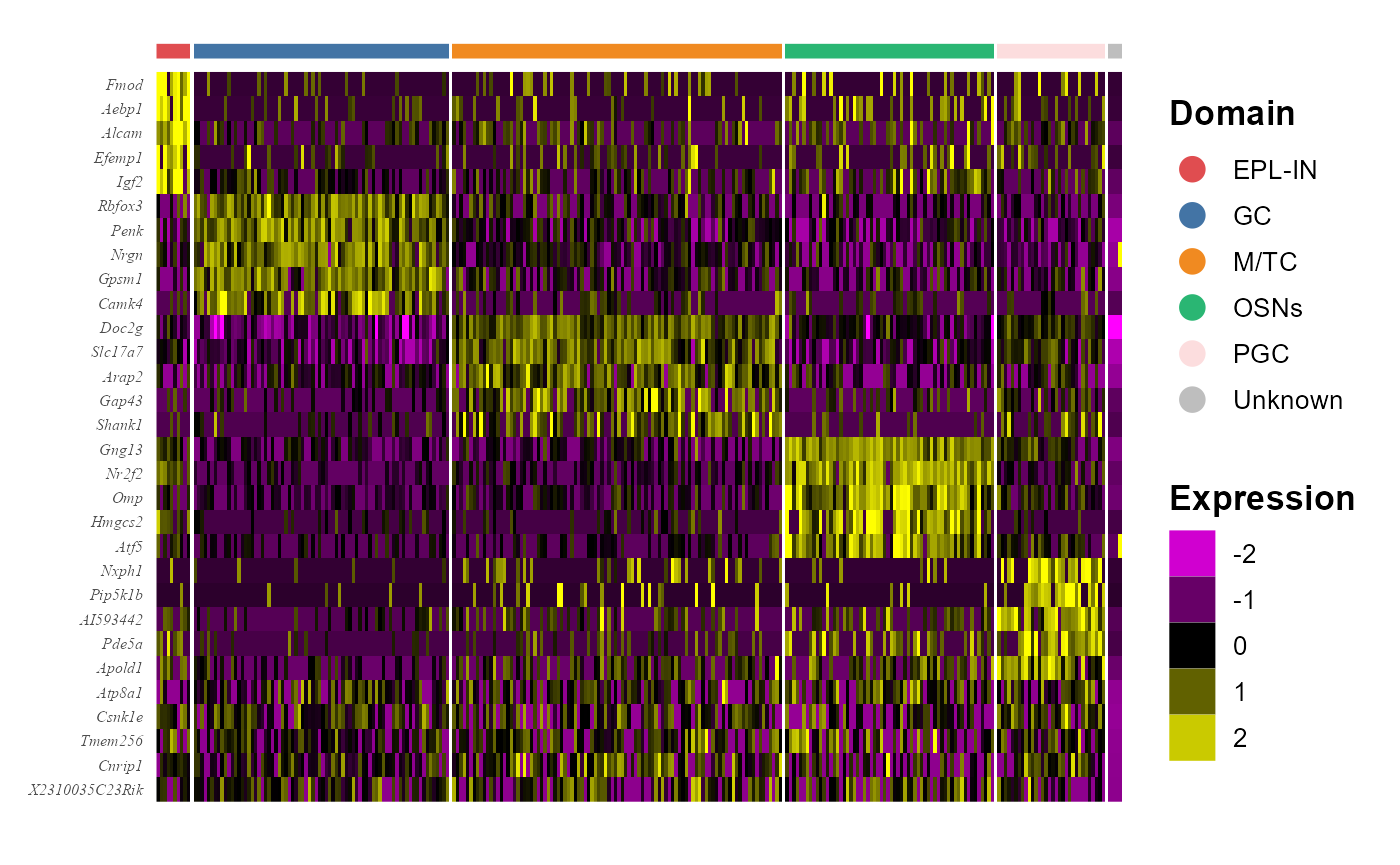 Fmod
Aebp1
Alcam
Efemp1
Igf2
Rbfox3
Penk
Nrgn
Gpsm1
Camk4
Doc2g
Slc17a7
Arap2
Gap43
Shank1
Gng13
Nr2f2
Omp
Hmgcs2
Atf5
Nxph1
Pip5k1b
AI593442
Pde5a
Apold1
Atp8a1
Csnk1e
Tmem256
Cnrip1
X2310035C23Rik
Domain
EPL-IN
GC
M/TC
OSNs
PGC
Unknown
Expression
-2
-1
0
1
2